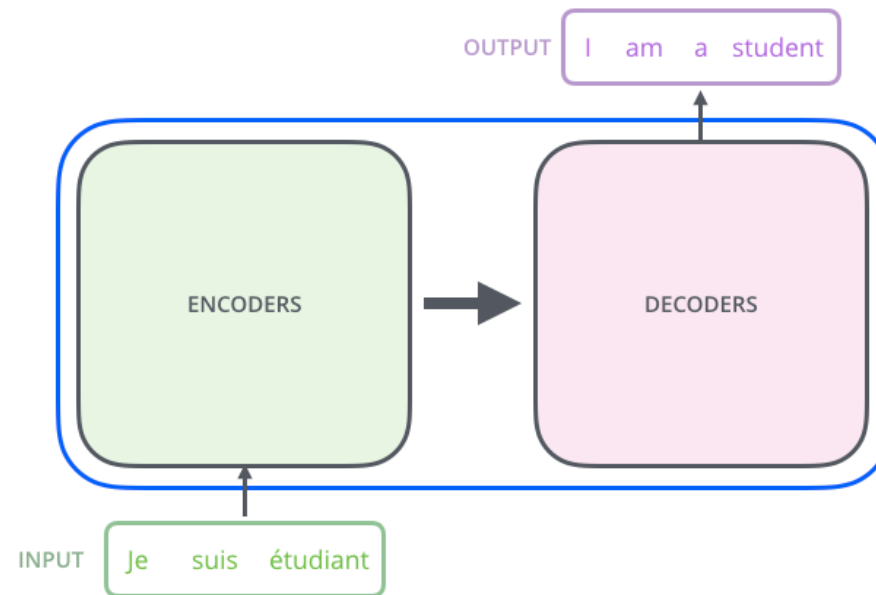 OUTPUT I am a student
ENCODERS DECODERS
INPUT Je suis étudiant